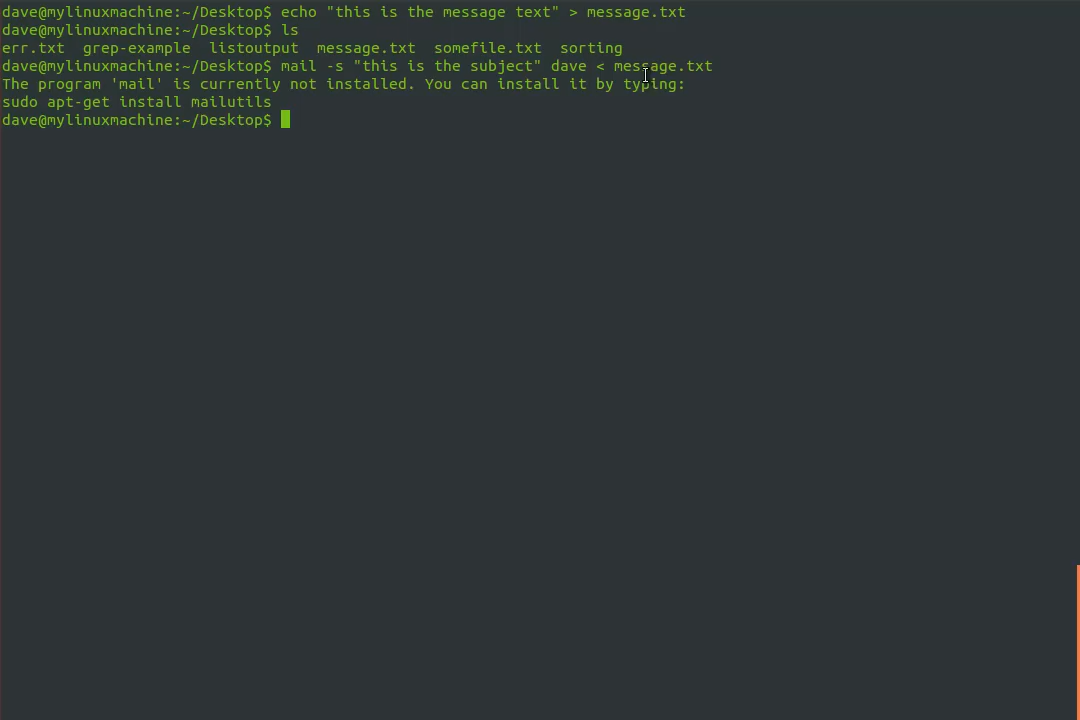 dave@mylinuxmachine:~/Desktop$ echo "this is the message text" > message.txt
dave@mylinuxmachine:~/Desktop$ ls
err.txt  grep-example  listoutput  message.txt  somefile.txt  sorting
dave@mylinuxmachine:~/Desktop$ mail -s "this is the subject" dave < message.txt
The program 'mail' is currently not installed. You can install it by typing:
sudo apt-get install mailutils
dave@mylinuxmachine:~/Desktop$